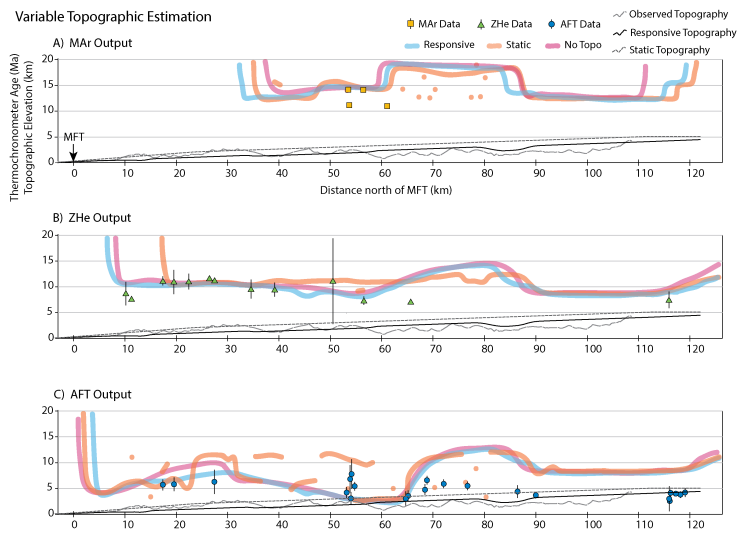 Variable Topographic Estimation
MAr Data ZHe Data AFT Data
Responsive Static No Topo
Observed Topography
Responsive Topography
Static Topography
A) MAr Output
Thermochronometer Age (Ma)
Topographic Elevation (km)
20
15
10
5
0
MFT
0 10 20 30 40 50 60 70 80 90 100 110 120
Distance north of MFT (km)
B) ZHe Output
20
15
10
5
0
0 10 20 30 40 50 60 70 80 90 100 110 120
C) AFT Output
20
15
10
5
0
0 10 20 30 40 50 60 70 80 90 100 110 120